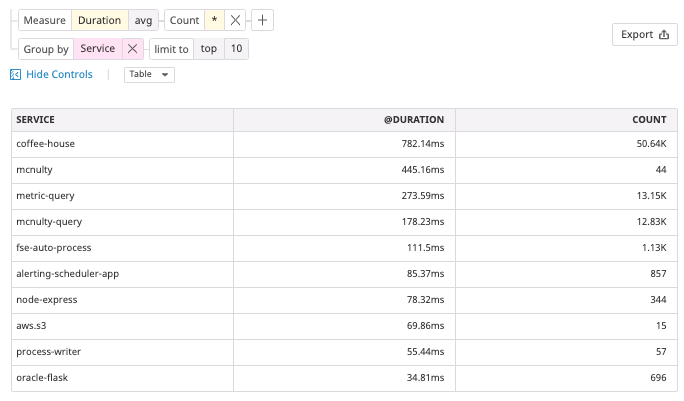 Measure Duration avg Count *
Group by Service limit to top 10
Export
Hide Controls Table
SERVICE @DURATION COUNT
coffee-house 782.14ms 50.64K
mcnulty 445.16ms 44
metric-query 273.59ms 13.15K
mcnulty-query 178.23ms 12.83K
fse-auto-process 111.5ms 1.13K
alerting-scheduler-app 85.37ms 857
node-express 78.32ms 344
aws.s3 69.86ms 15
process-writer 55.44ms 57
oracle-flask 34.81ms 696